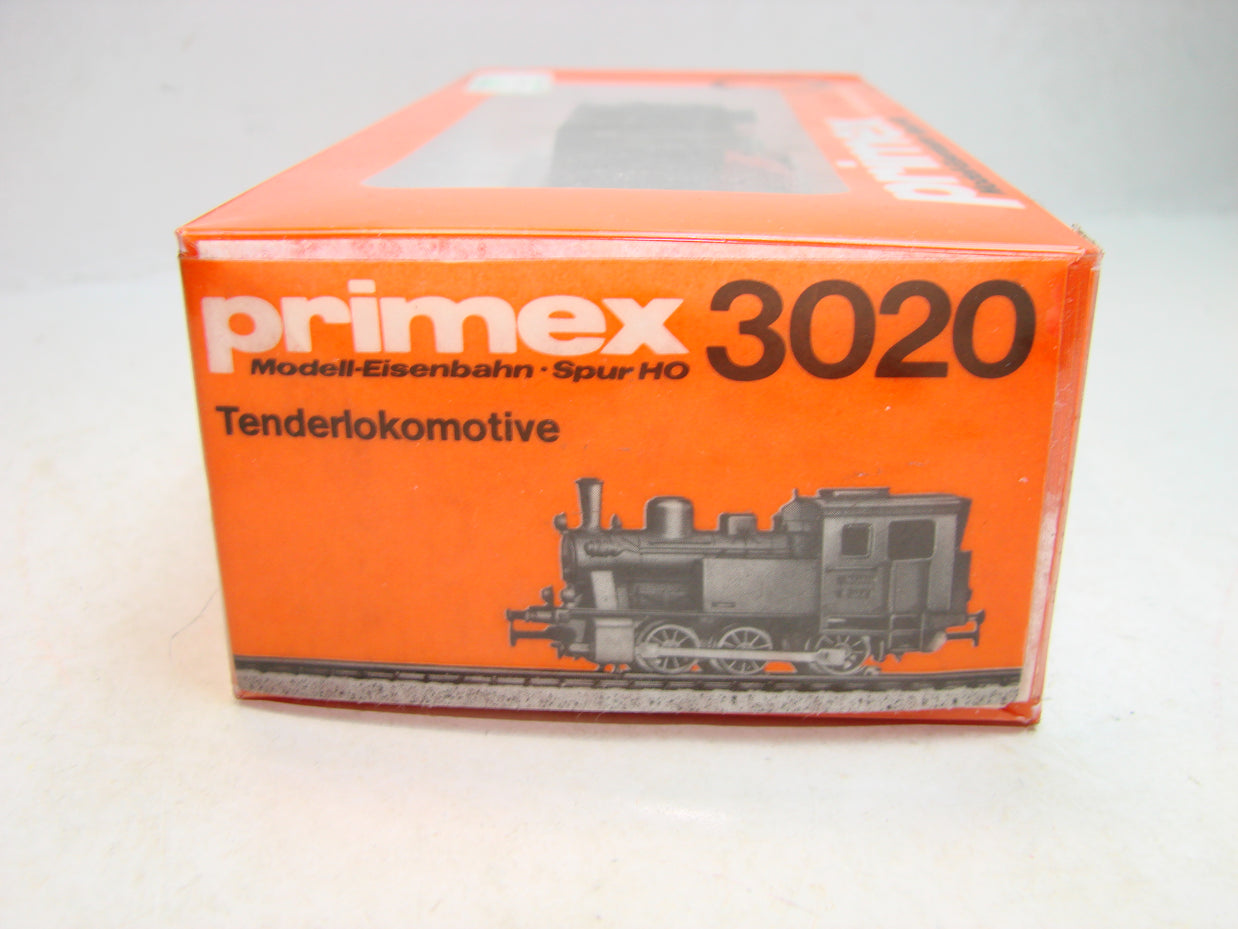 primex
primex 3020
Modell-Eisenbahn · Spur HO
Tenderlokomotive